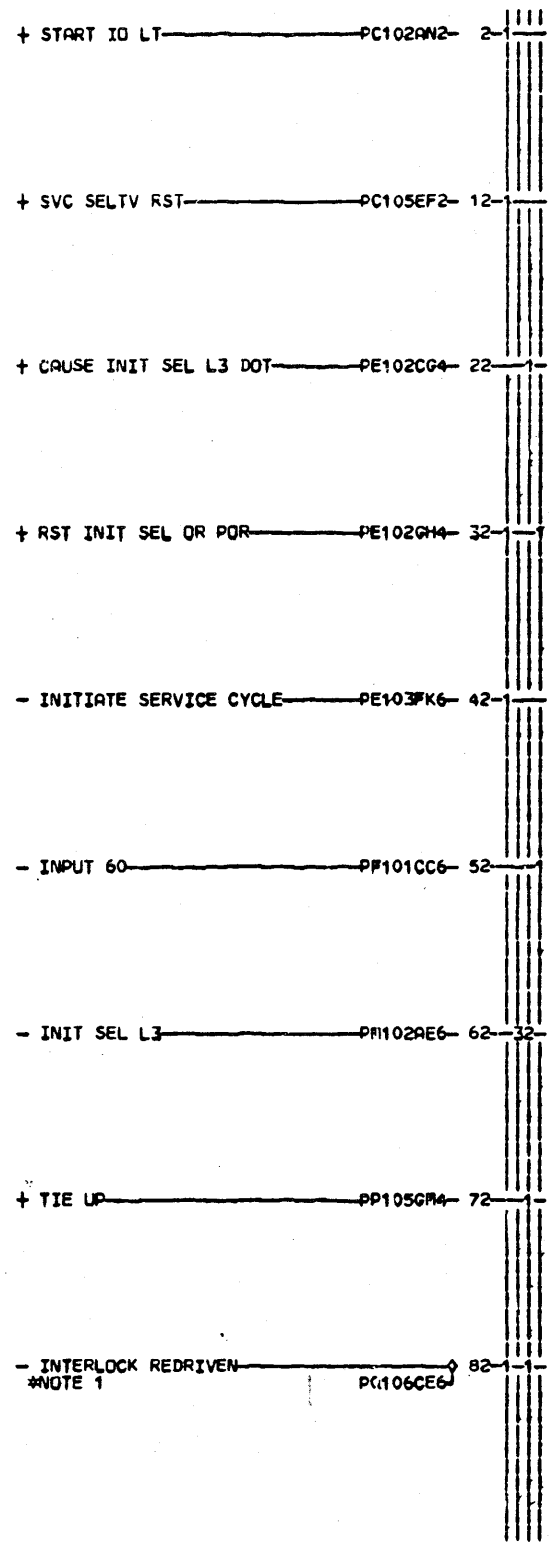 + START IO LT PC102AN2- 2-1
+ SVC SELTV RST PC105EF2- 12-1
+ CAUSE INIT SEL L3 DOT PE102CG4- 22 1
+ RST INIT SEL OR POR PE102GH4- 32-1 1
- INITIATE SERVICE CYCLE PE103FK6- 42-1
- INPUT 60 PF101CC6- 52 1
- INIT SEL L3 PM102AE6- 62 32
+ TIE UP PP105GM4- 72 1
- INTERLOCK REDRIVEN 82-1-1
*NOTE 1 PQ106CE6